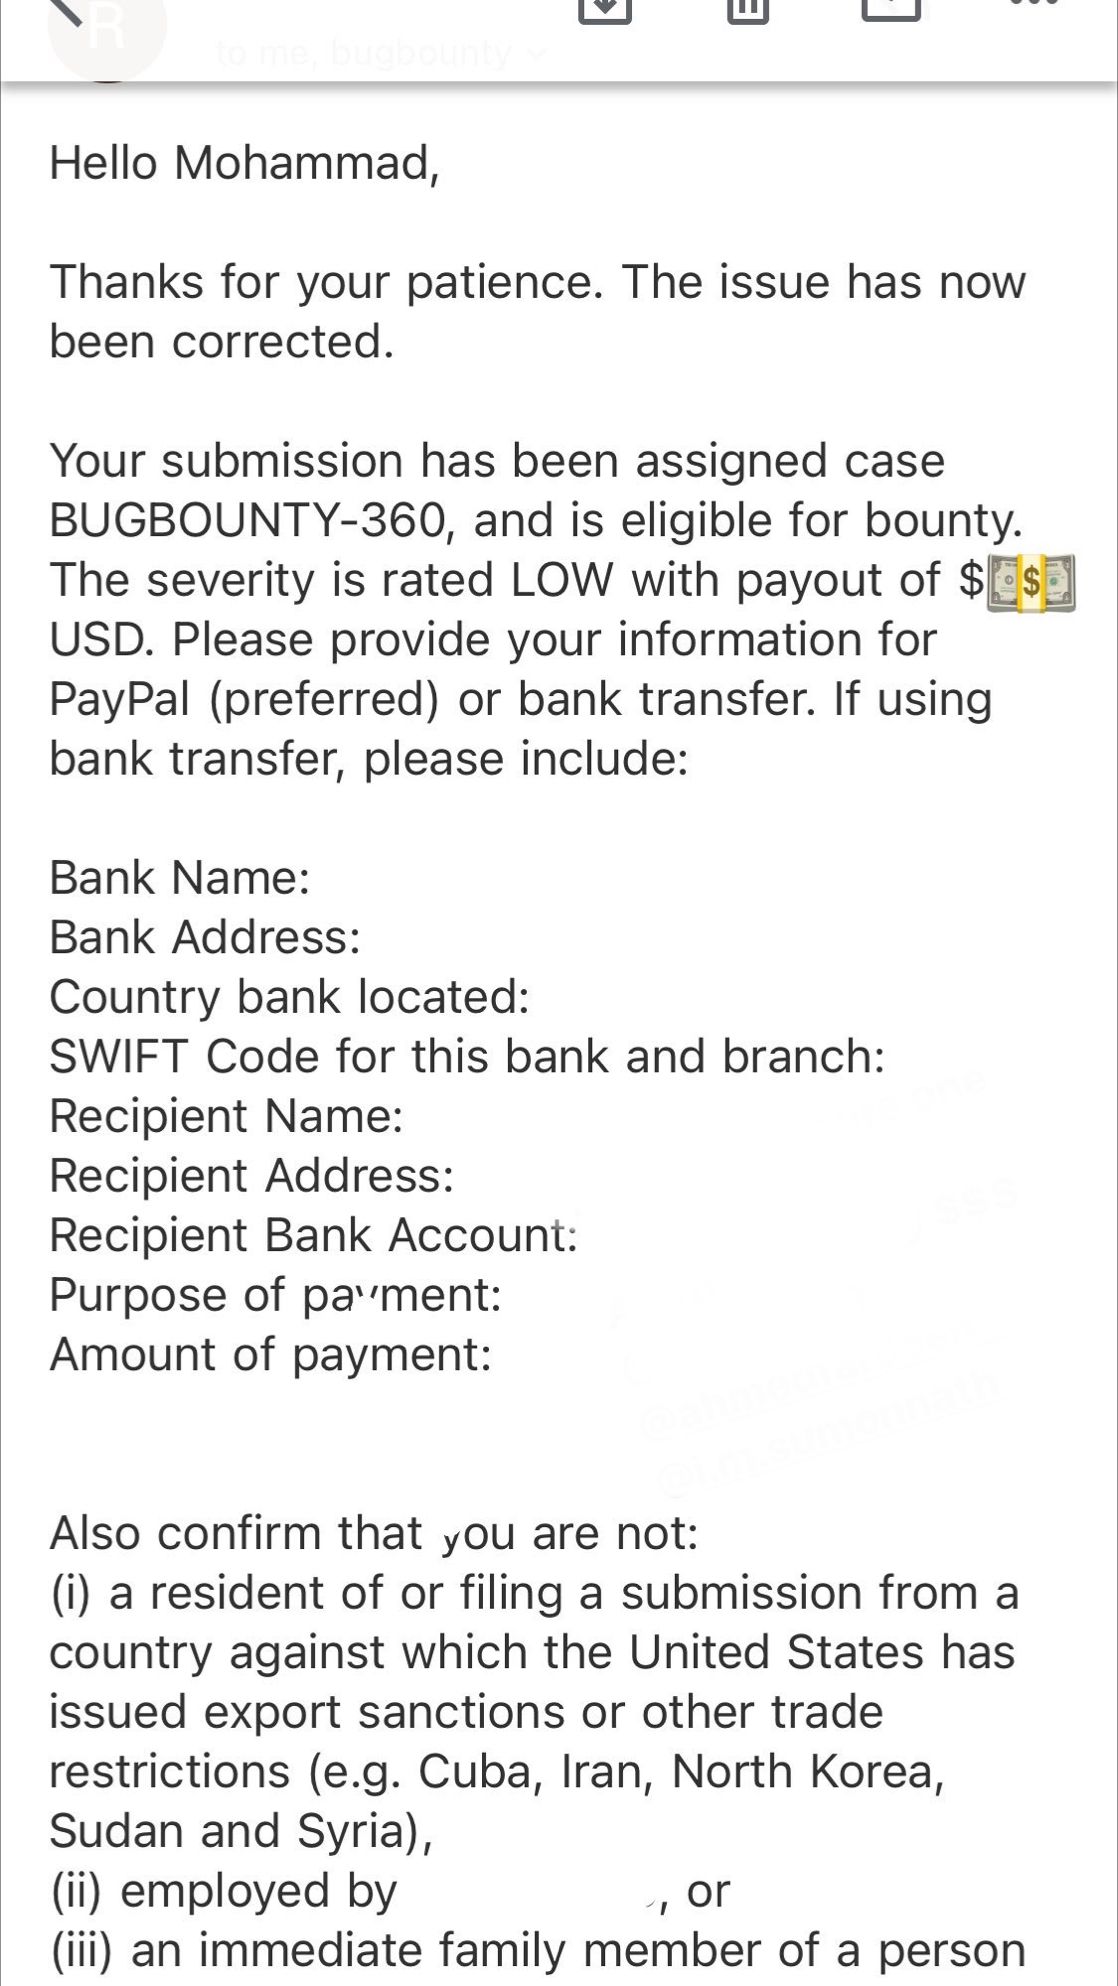 R
to me, bugbounty
Hello Mohammad,
Thanks for your patience. The issue has now
been corrected.
Your submission has been assigned case
BUGBOUNTY-360, and is eligible for bounty.
The severity is rated LOW with payout of $💵
USD. Please provide your information for
PayPal (preferred) or bank transfer. If using
bank transfer, please include:
Bank Name:
Bank Address:
Country bank located:
SWIFT Code for this bank and branch:
Recipient Name:
Recipient Address:
Recipient Bank Account:
Purpose of payment:
Amount of payment:
Also confirm that you are not:
(i) a resident of or filing a submission from a
country against which the United States has
issued export sanctions or other trade
restrictions (e.g. Cuba, Iran, North Korea,
Sudan and Syria),
(ii) employed by , or
(iii) an immediate family member of a person